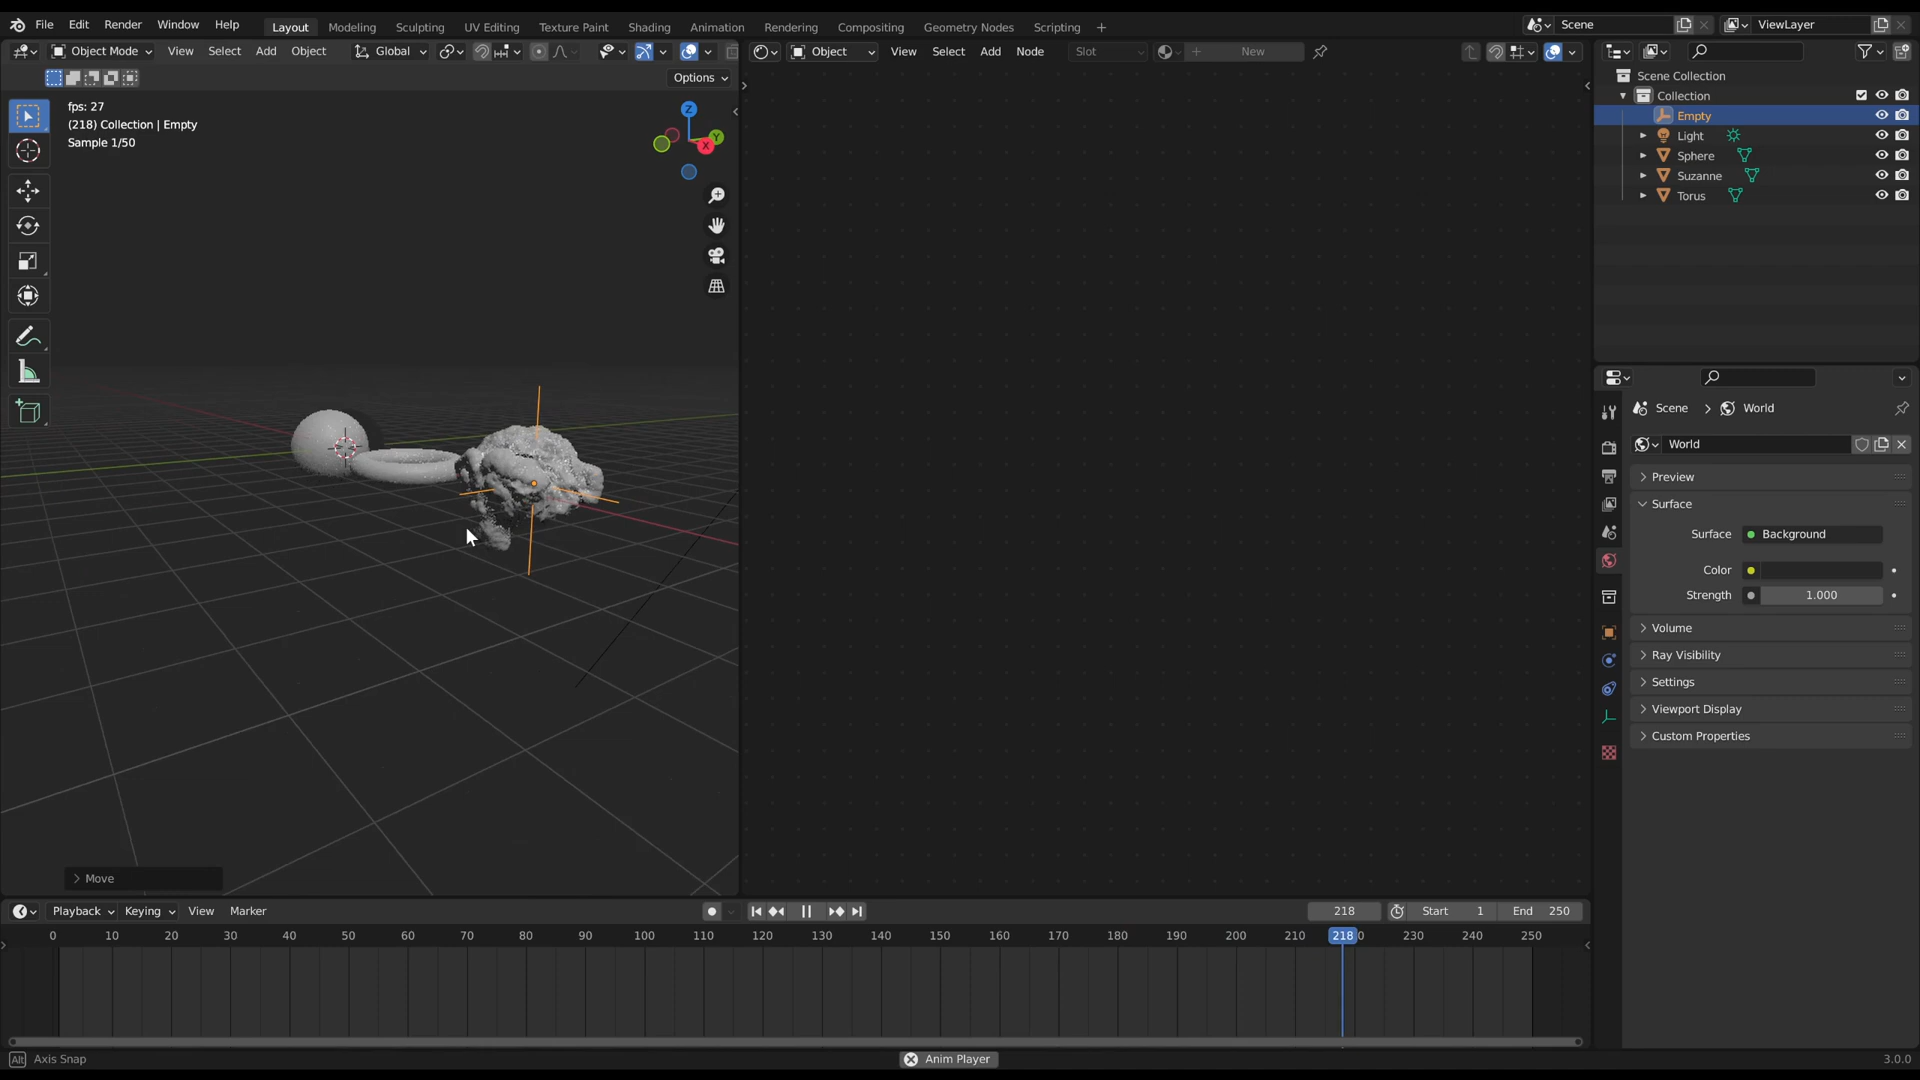 File Edit Render Window Help Layout Modeling Sculpting UV Editing Texture Paint Shading Animation Rendering Compositing Geometry Nodes Scripting + Scene ViewLayer
Object Mode View Select Add Object Global Object View Select Add Node Slot New
Options
fps: 27
(218) Collection | Empty
Sample 1/50
Z
Y
X
Scene Collection
Collection
Empty
Light
Sphere
Suzanne
Torus
Scene > World
World
Preview
Surface
Surface Background
Color
Strength 1.000
Volume
Ray Visibility
Settings
Viewport Display
Custom Properties
> Move
Playback Keying View Marker 218 Start 1 End 250
0 10 20 30 40 50 60 70 80 90 100 110 120 130 140 150 160 170 180 190 200 210 218 0 230 240 250
Alt Axis Snap Anim Player 3.0.0